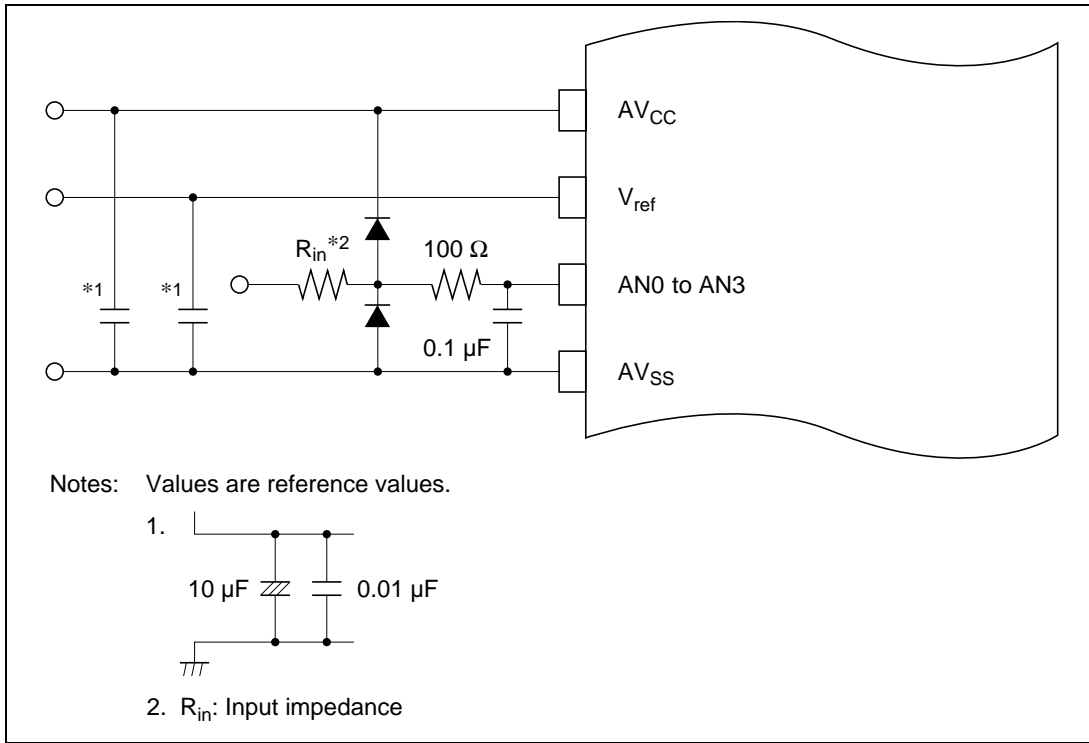 AVCC
Vref
Rin*2
100 Ω
*1
*1
AN0 to AN3
0.1 µF
AVSS
Notes: Values are reference values.
1.
10 µF
0.01 µF
2. Rin: Input impedance